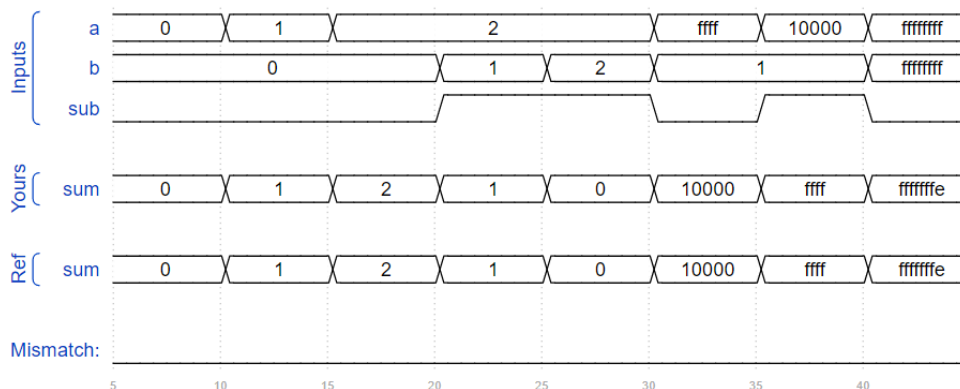 Inputs
a 0 1 2 ffff 10000 ffffffff
b 0 1 2 1 ffffffff
sub
Yours
sum 0 1 2 1 0 10000 ffff fffffffe
Ref
sum 0 1 2 1 0 10000 ffff fffffffe
Mismatch:
5 10 15 20 25 30 35 40